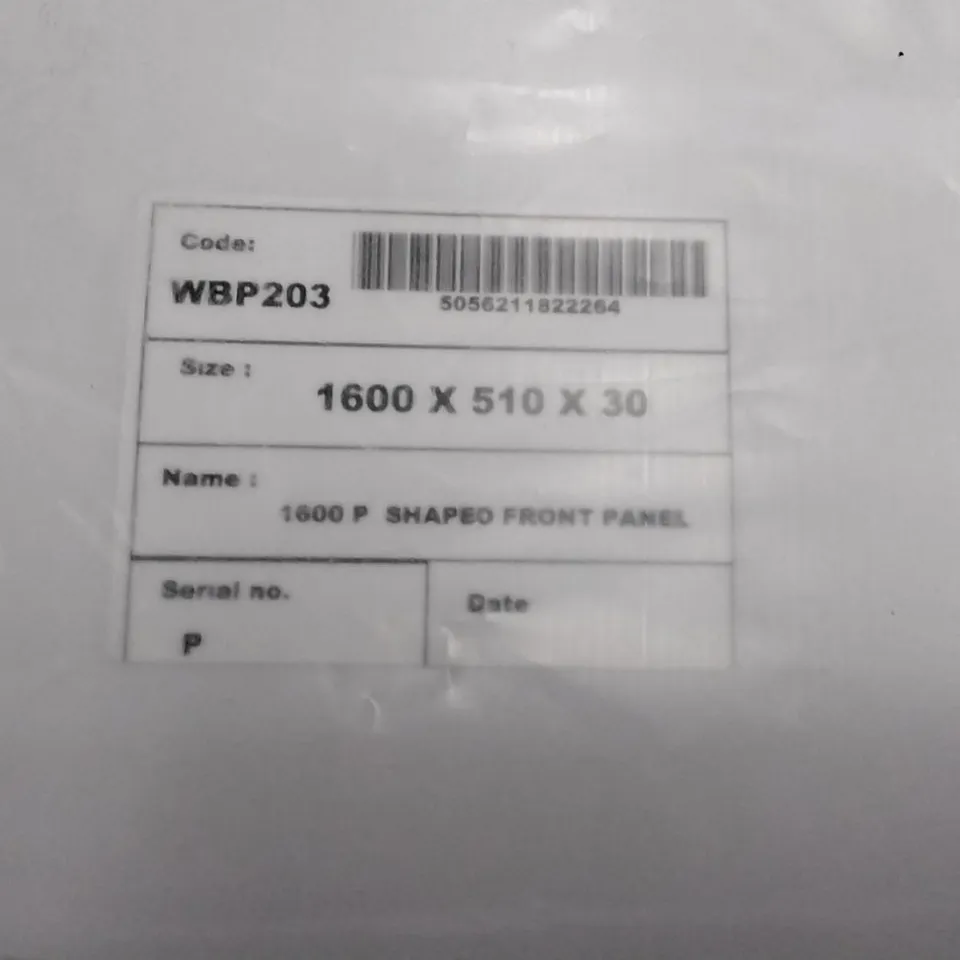 Code:
WBP203
5056211822264
Size :
1600 X 510 X 30
Name :
1600 P SHAPED FRONT PANEL
Serial no.
P
Date